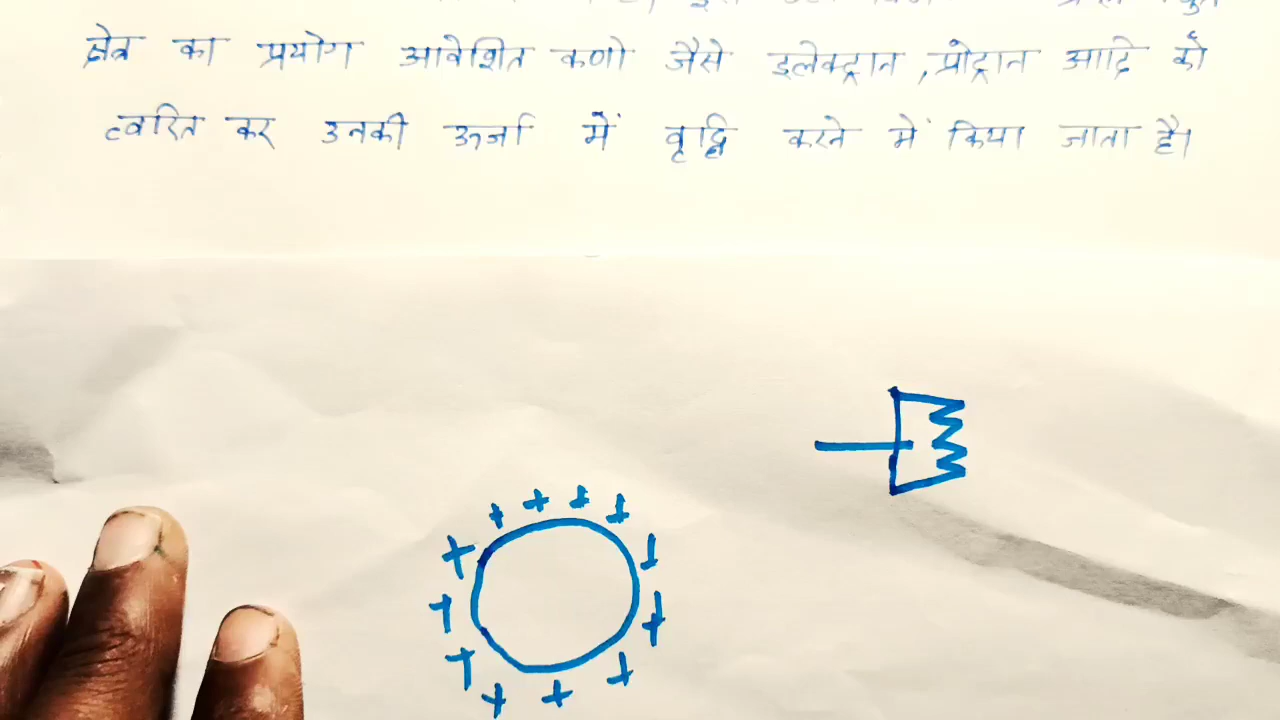 क्षेत्र का प्रयोग आवेशित कणो जैसे इलेक्ट्रान, प्रोट्रान आदि को
त्वरित कर उनकी ऊर्जा में वृद्धि करने में किया जाता है।